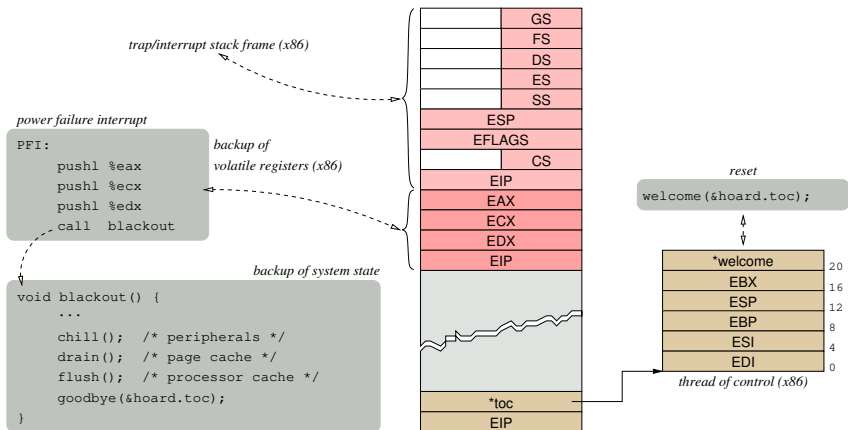 trap/interrupt stack frame (x86)
GS
FS
DS
ES
SS
ESP
EFLAGS
CS
EIP
EAX
ECX
EDX
EIP
*toc
EIP
power failure interrupt
PFI:
pushl %eax
pushl %ecx
pushl %edx
call blackout
backup of
volatile registers (x86)
backup of system state
void blackout() {
...
chill(); /* peripherals */
drain(); /* page cache */
flush(); /* processor cache */
goodbye(&hoard.toc);
}
reset
welcome(&hoard.toc);
*welcome
20
EBX
16
ESP
12
EBP
8
ESI
4
EDI
0
thread of control (x86)